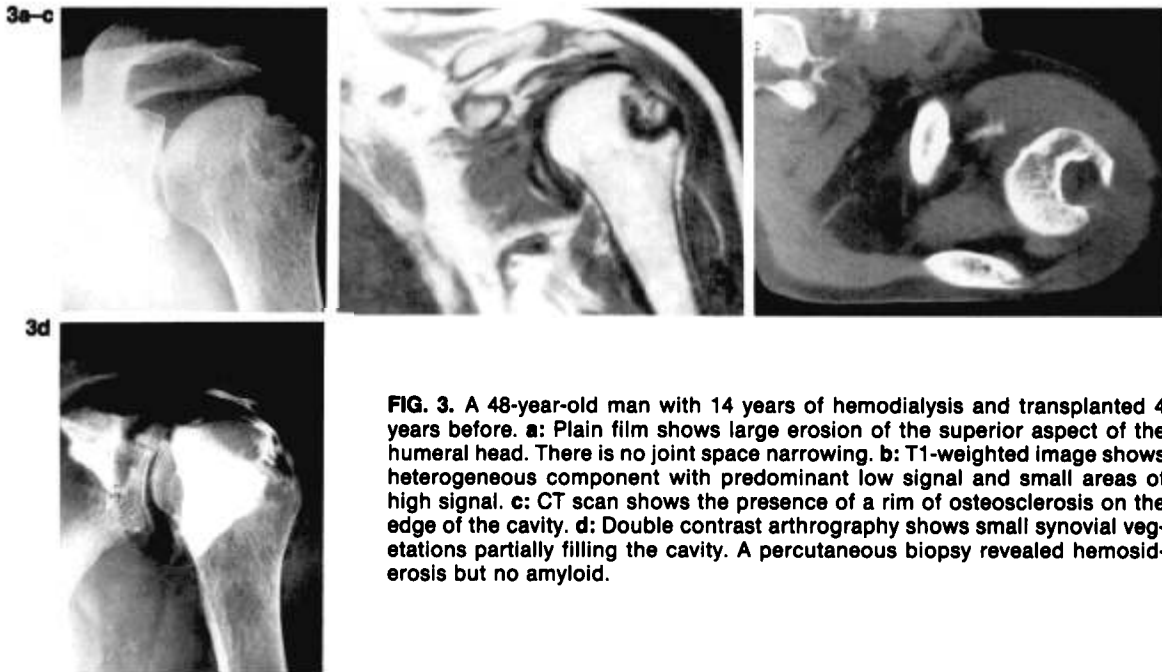 3a–c
3d
FIG. 3. A 48-year-old man with 14 years of hemodialysis and transplanted 4
years before. a: Plain film shows large erosion of the superior aspect of the
humeral head. There is no joint space narrowing. b: T1-weighted image shows
heterogeneous component with predominant low signal and small areas of
high signal. c: CT scan shows the presence of a rim of osteosclerosis on the
edge of the cavity. d: Double contrast arthrography shows small synovial veg-
etations partially filling the cavity. A percutaneous biopsy revealed hemosid-
erosis but no amyloid.